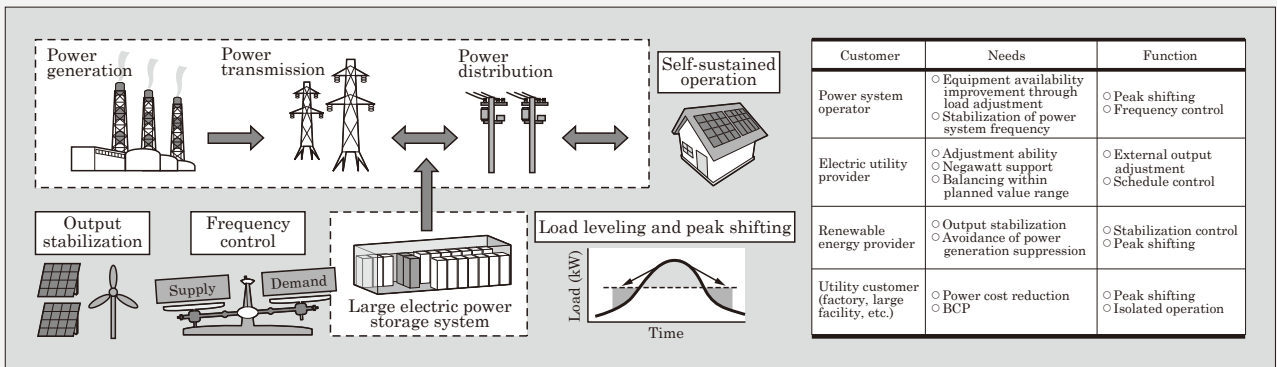 Power
generation
Power
transmission
Power
distribution
Self-sustained
operation
Output
stabilization
Frequency
control
Supply
Demand
Large electric power
storage system
Load leveling and peak shifting
Load (kW)
Time
Customer
Needs
Function
Power system
operator
○ Equipment availability
improvement through
load adjustment
○ Stabilization of power
system frequency
○ Peak shifting
○ Frequency control
Electric utility
provider
○ Adjustment ability
○ Negawatt support
○ Balancing within
planned value range
○ External output
adjustment
○ Schedule control
Renewable
energy provider
○ Output stabilization
○ Avoidance of power
generation suppression
○ Stabilization control
○ Peak shifting
Utility customer
(factory, large
facility, etc.)
○ Power cost reduction
○ BCP
○ Peak shifting
○ Isolated operation